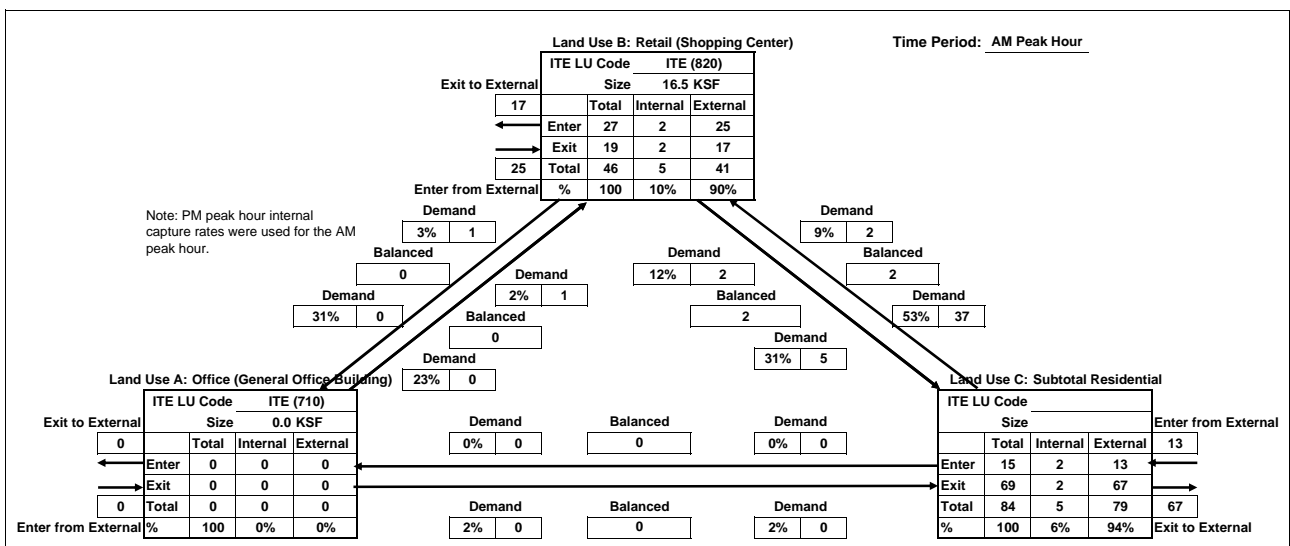 Land Use B: Retail (Shopping Center)
Time Period: AM Peak Hour
ITE LU Code ITE (820)
Exit to External Size 16.5 KSF
17 Total Internal External
Enter 27 2 25
Exit 19 2 17
25 Total 46 5 41
Enter from External % 100 10% 90%
Note: PM peak hour internal
capture rates were used for the AM
peak hour.
Demand
3% 1
Balanced
0
Demand
31% 0
Demand
2% 1
Balanced
0
Demand
23% 0
Demand
12% 2
Balanced
2
Demand
31% 5
Demand
9% 2
Balanced
2
Demand
53% 37
Land Use A: Office (General Office Building)
ITE LU Code ITE (710)
Exit to External Size 0.0 KSF
0 Total Internal External
Enter 0 0 0
Exit 0 0 0
0 Total 0 0 0
Enter from External % 100 0% 0%
Demand Balanced Demand
0% 0 0 0% 0
Demand Balanced Demand
2% 0 0 2% 0
Land Use C: Subtotal Residential
ITE LU Code
Size Enter from External
Total Internal External 13
Enter 15 2 13
Exit 69 2 67
Total 84 5 79 67
% 100 6% 94% Exit to External